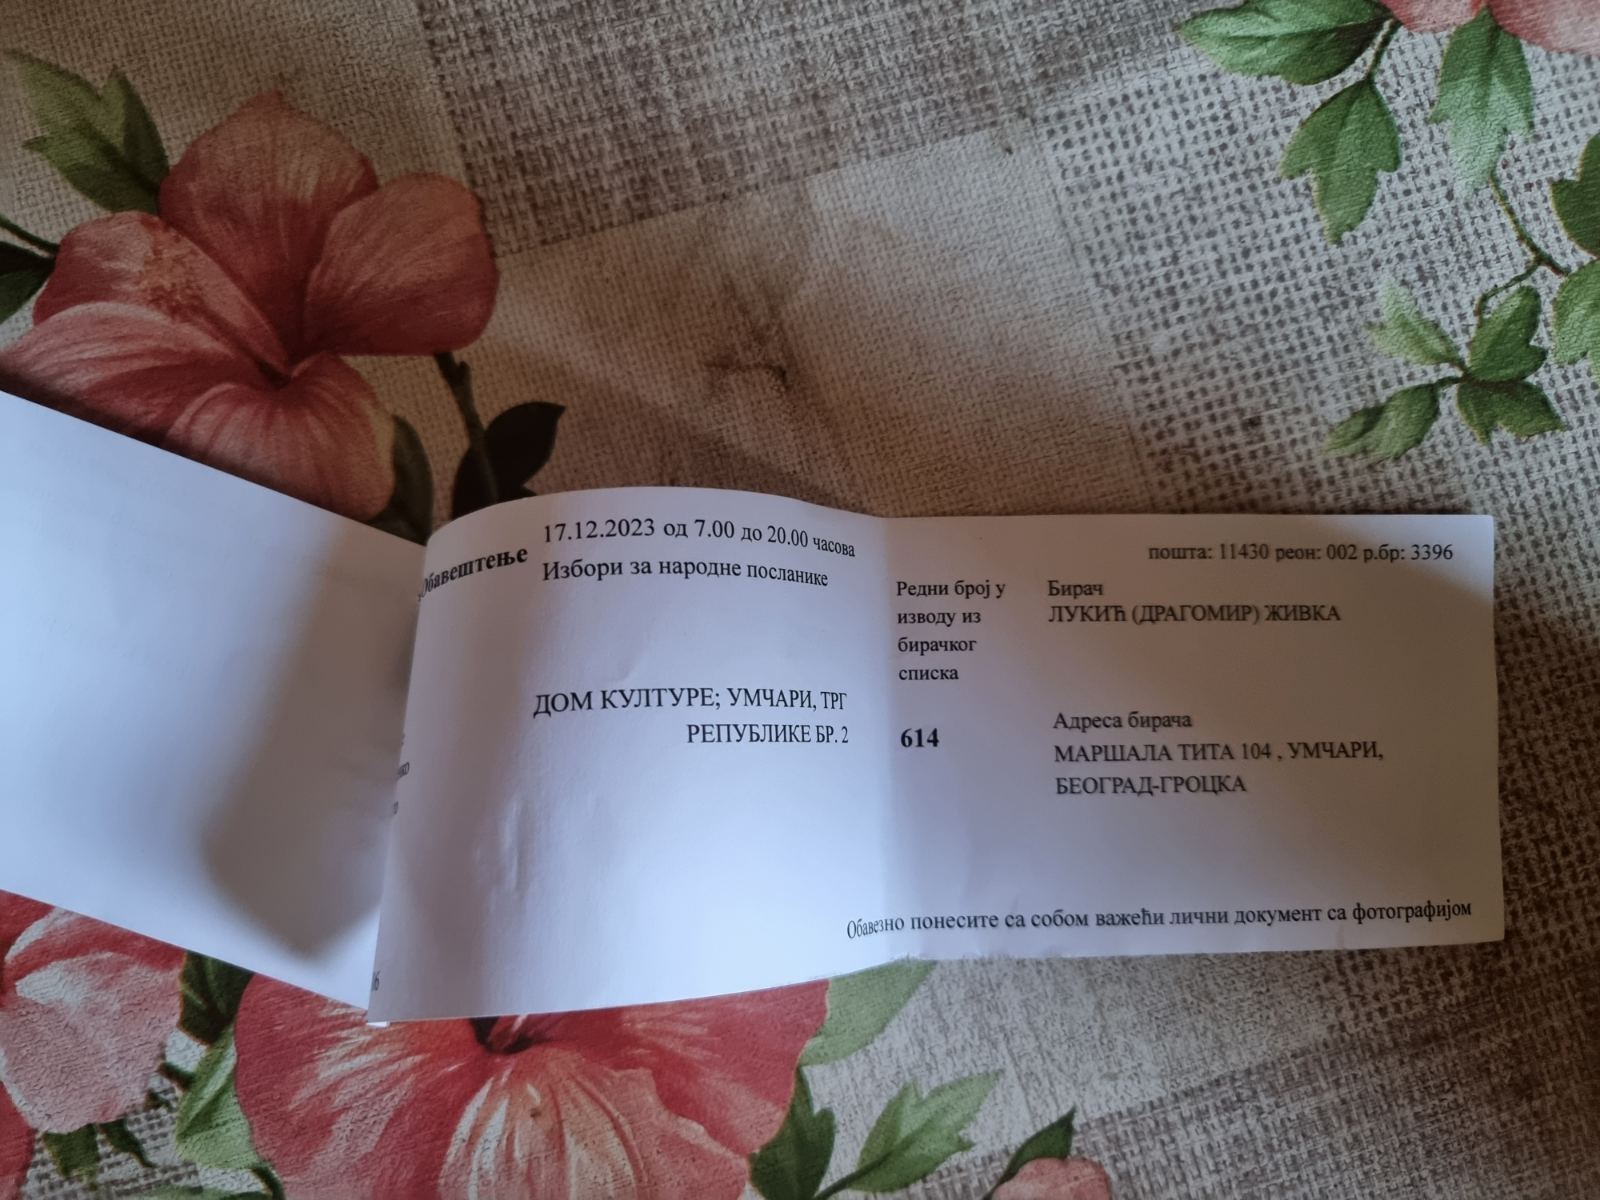 Обавештење
17.12.2023 од 7.00 до 20.00 часова
Избори за народне посланике
ДОМ КУЛТУРЕ; УМЧАРИ, ТРГ
РЕПУБЛИКЕ БР. 2
пошта: 11430 реон: 002 р.бр: 3396
Редни број у
изводу из
бирачког
списка
614
Бирач
ЛУКИЋ (ДРАГОМИР) ЖИВКА
Адреса бирача
МАРШАЛА ТИТА 104 , УМЧАРИ,
БЕОГРАД-ГРОЦКА
Обавезно понесите са собом важећи лични документ са фотографијом